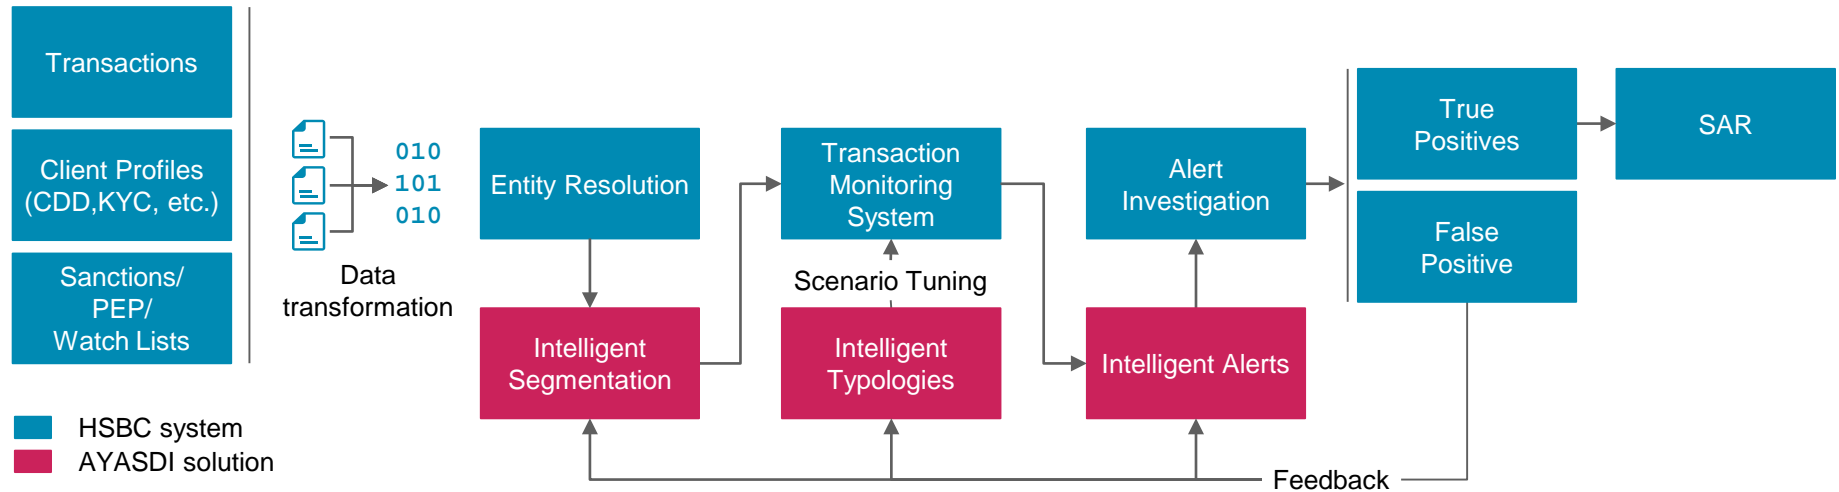 Transactions
Client Profiles
(CDD,KYC, etc.)
Sanctions/
PEP/
Watch Lists
010
101
010
Data
transformation
Entity Resolution
Intelligent
Segmentation
Transaction
Monitoring
System
Scenario Tuning
Intelligent
Typologies
Alert
Investigation
Intelligent Alerts
True
Positives
False
Positive
SAR
Feedback
HSBC system
AYASDI solution